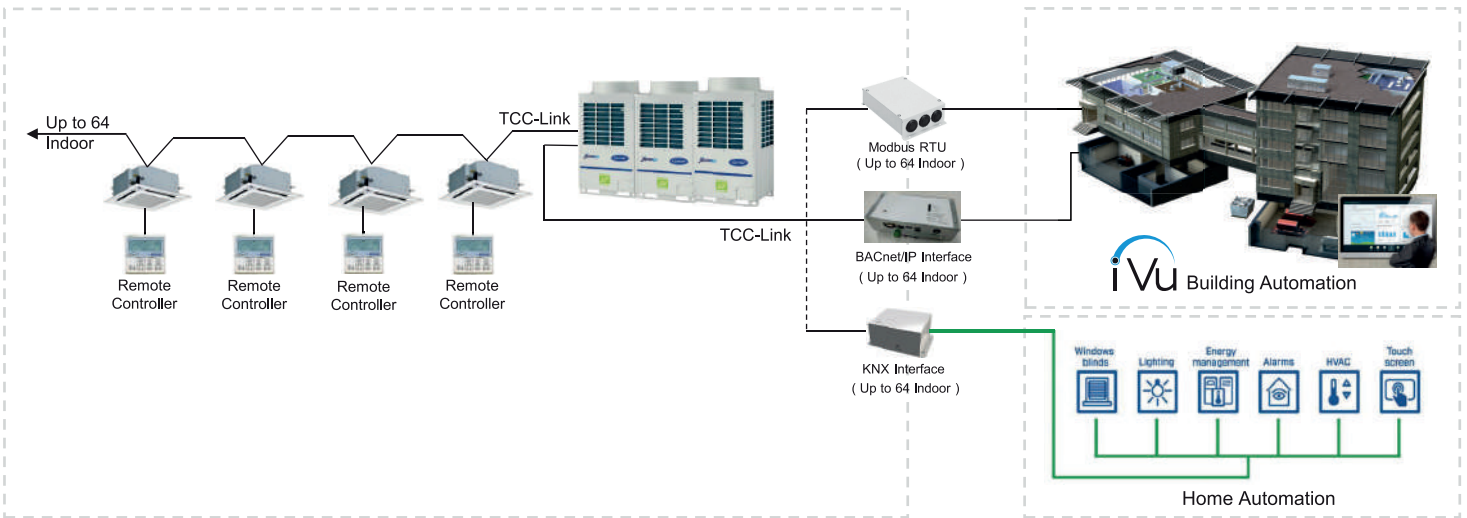 Up to 64
Indoor
TCC-Link
Remote
Controller
Remote
Controller
Remote
Controller
Remote
Controller
TCC-Link
Modbus RTU
( Up to 64 Indoor )
BACnet/IP Interface
( Up to 64 Indoor )
KNX Interface
( Up to 64 Indoor )
i Vu Building Automation
Windows
blinds
Lighting
Energy
management
Alarms
HVAC
Touch
screen
Home Automation